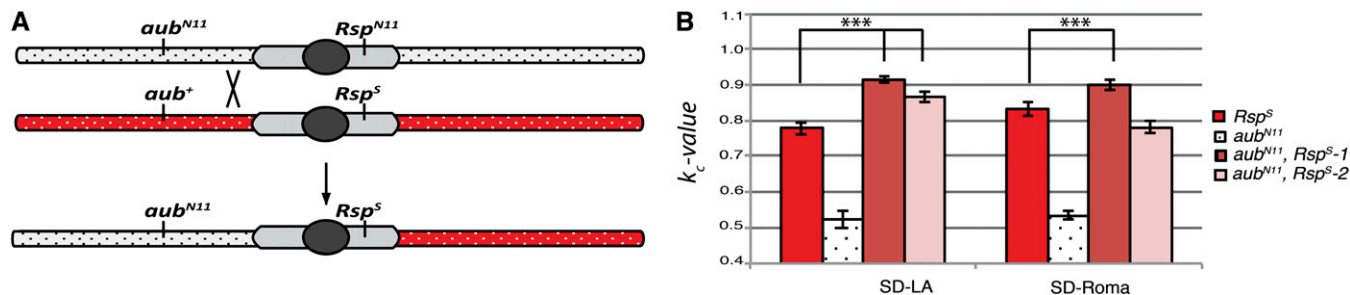 A
aub^N11 Rsp^N11
aub^+ Rsp^S
aub^N11 Rsp^S
B
k_c-value
1.1
1.0
0.9
0.8
0.7
0.6
0.5
0.4
*** ***
SD-LA SD-Roma
Rsp^S
aub^N11
aub^N11, Rsp^S-1
aub^N11, Rsp^S-2